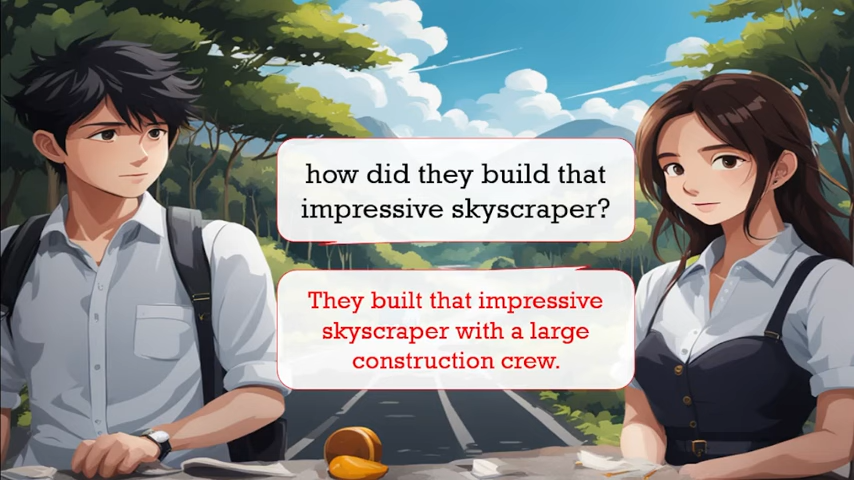 how did they build that
impressive skyscraper?
They built that impressive
skyscraper with a large
construction crew.